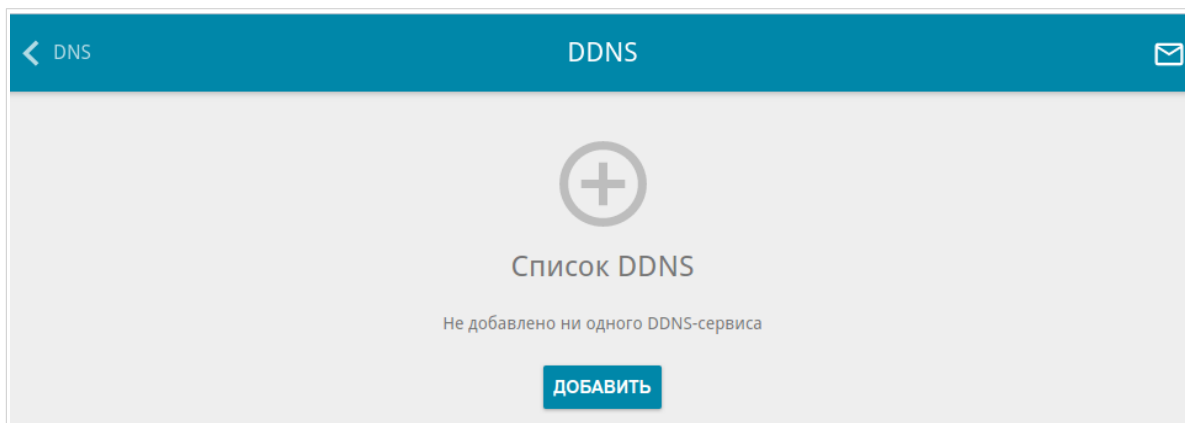 DNS
DDNS
Список DDNS
Не добавлено ни одного DDNS-сервиса
ДОБАВИТЬ